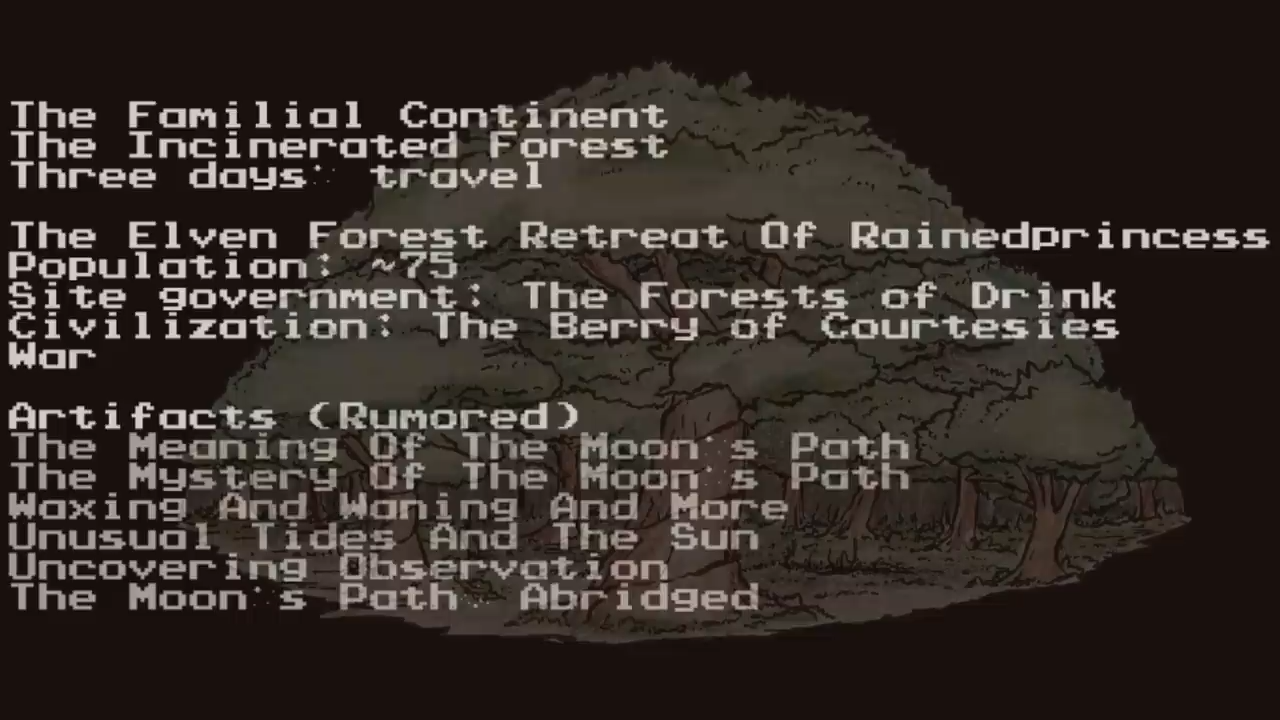 The Familial Continent
The Incinerated Forest
Three days' travel
The Elven Forest Retreat Of Rainedprincess
Population: ~75
Site government: The Forests of Drink
Civilization: The Berry of Courtesies
War
Artifacts (Rumored)
The Meaning Of The Moon's Path
The Mystery Of The Moon's Path
Waxing And Waning And More
Unusual Tides And The Sun
Uncovering Observation
The Moon's Path, Abridged